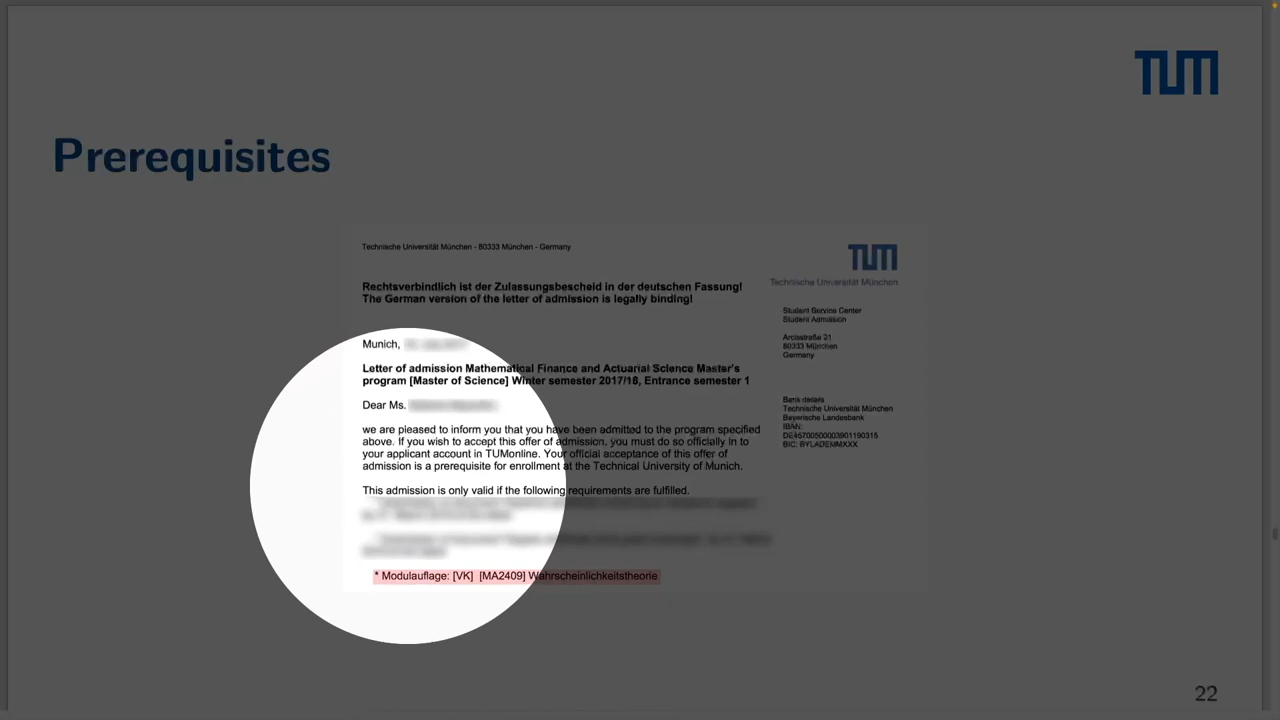 TUM
Prerequisites
Technische Universität München - 80333 München - Germany
TUM
Technische Universität München
Rechtsverbindlich ist der Zulassungsbescheid in der deutschen Fassung!
The German version of the letter of admission is legally binding!
Student Service Center
Student Admission
Arcisstraße 21
80333 München
Germany
Munich,
Letter of admission Mathematical Finance and Actuarial Science Master's
program [Master of Science] Winter semester 2017/18, Entrance semester 1
Dear Ms.
Bank details
Technische Universität München
Bayerische Landesbank
IBAN:
DE45700500003901190315
BIC: BYLADEMMXXX
we are pleased to inform you that you have been admitted to the program specified
above. If you wish to accept this offer of admission, you must do so officially in to
your applicant account in TUMonline. Your official acceptance of this offer of
admission is a prerequisite for enrollment at the Technical University of Munich.
This admission is only valid if the following requirements are fulfilled.
* Modulauflage: [VK] [MA2409] Wahrscheinlichkeitstheorie
22